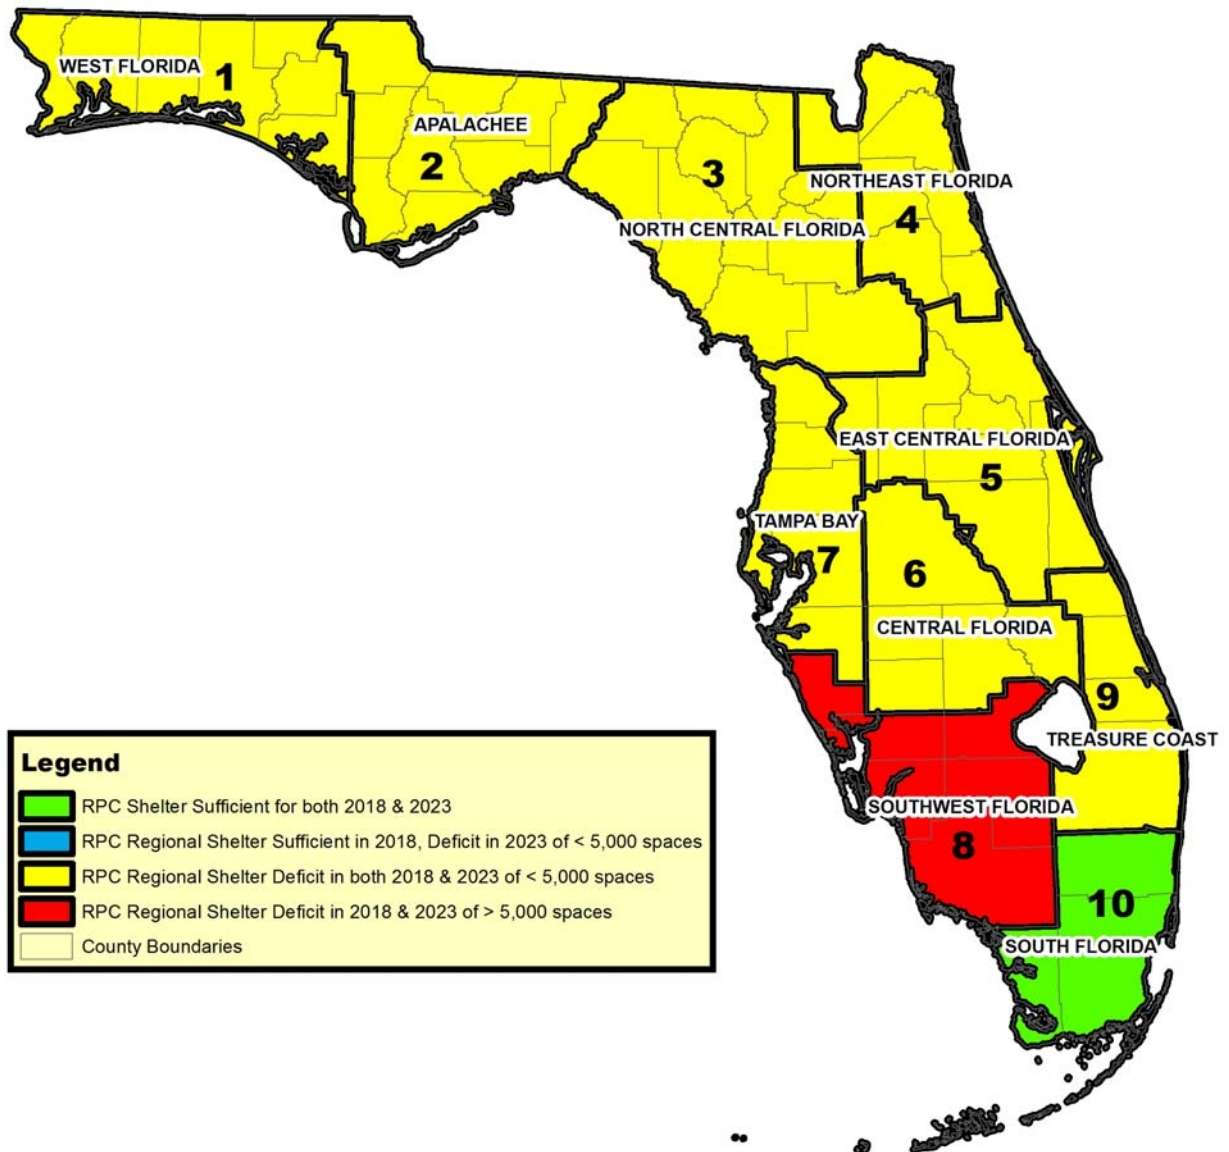 WEST FLORIDA
1
APALACHEE
2
3
NORTH CENTRAL FLORIDA
NORTHEAST FLORIDA
4
EAST CENTRAL FLORIDA
5
TAMPA BAY
7
6
CENTRAL FLORIDA
9
TREASURE COAST
SOUTHWEST FLORIDA
8
10
SOUTH FLORIDA
Legend
RPC Shelter Sufficient for both 2018 & 2023
RPC Regional Shelter Sufficient in 2018, Deficit in 2023 of < 5,000 spaces
RPC Regional Shelter Deficit in both 2018 & 2023 of < 5,000 spaces
RPC Regional Shelter Deficit in 2018 & 2023 of > 5,000 spaces
County Boundaries